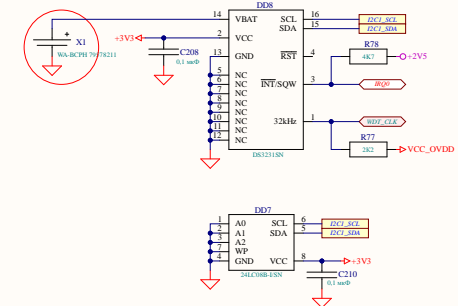 DD8
14 VBAT SCL 16 I2C1_SCL
SDA 15 I2C1_SDA
+3V3 2 VCC
X1
WA-BCPH 79578211
C208
0,1 мкФ
13 GND RST 4
R78
4K7 +2V5
5 NC
6 NC
7 NC
8 NC
9 NC
10 NC
11 NC
12 NC
INT/SQW 3 IRQ0
32kHz 1 WDT_CLK
R77
2K2 VCC_OVDD
DS3231SN
DD7
1 A0 SCL 6 I2C1_SCL
2 A1 SDA 5 I2C1_SDA
3 A2
7 WP
4 GND VCC 8 +3V3
24LC08B-I/SN
C210
0,1 мкФ